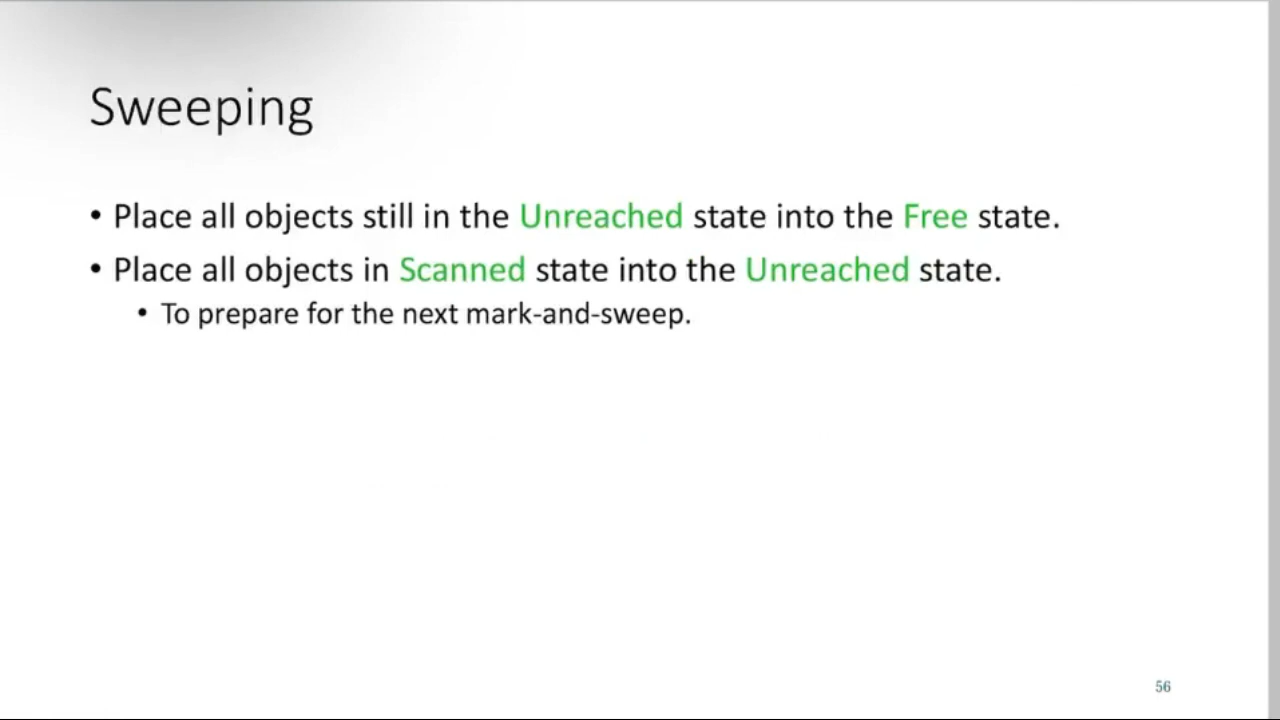 Sweeping
• Place all objects still in the Unreached state into the Free state.
• Place all objects in Scanned state into the Unreached state.
• To prepare for the next mark-and-sweep.
56